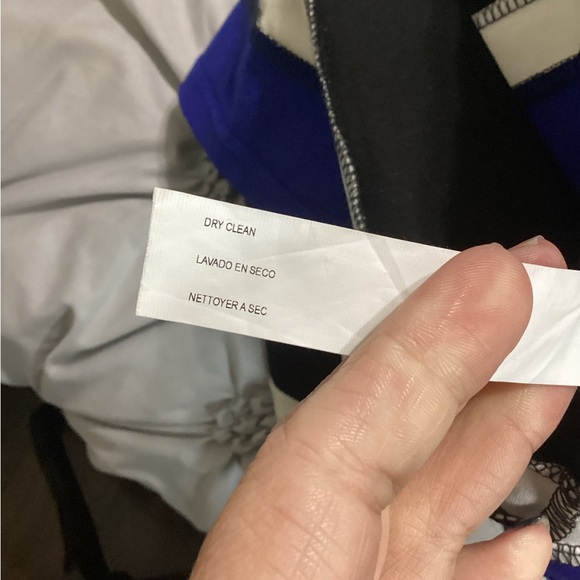 DRY CLEAN
LAVADO EN SECO
NETTOYER A SEC